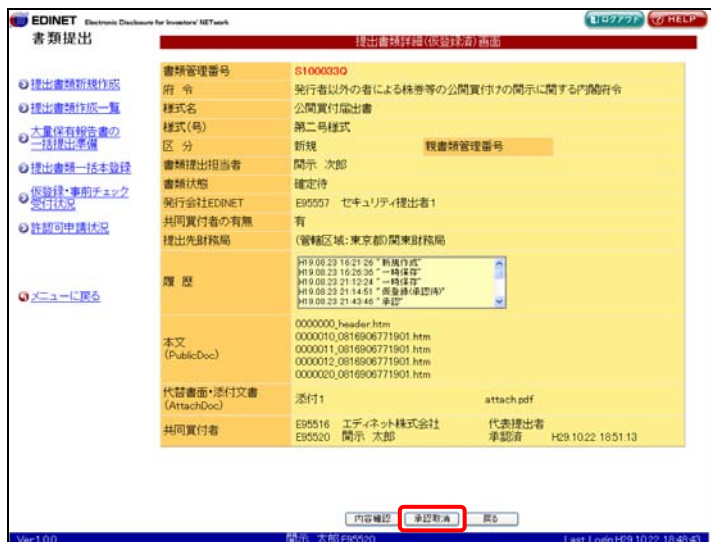 EDINET Electronic Disclosure for Investors' NETwork
ログアウト
HELP
書類提出
提出書類詳細(仮登録済)画面
提出書類新規作成
提出書類作成一覧
大量保有報告書の
一括提出準備
提出書類一括本登録
仮登録・事前チェック
受付状況
許認可申請状況
メニューに戻る
書類管理番号 S100033Q
府 令 発行者以外の者による株券等の公開買付けの開示に関する内閣府令
様式名 公開買付届出書
様式(号) 第二号様式
区 分 新規 親書類管理番号
書類提出担当者 開示 次郎
書類状態 確定待
発行会社EDINET E95557 セキュリティ提出者1
共同買付者の有無 有
提出先財務局 (管轄区域:東京都)関東財務局
履 歴
H19.08.23 16:21:26 "新規作成"
H19.08.23 16:26:36 "一時保存"
H19.08.23 21:12:24 "一時保存"
H19.08.23 21:14:51 "仮登録(承認待)"
H19.08.23 21:43:46 "承認"
本文
(PublicDoc)
0000000_header.htm
0000010_0816906771901.htm
0000011_0816906771901.htm
0000012_0816906771901.htm
0000020_0816906771901.htm
代替書面・添付文書
(AttachDoc)
添付1 attach.pdf
共同買付者
E95516 エディネット株式会社 代表提出者
E95520 開示 太郎 承認済 H29.10.22 18:51:13
内容確認 承認取消 戻る
Ver.1.0.0 開示 太郎 E95520 Last Login H29.10.22 18:48:43